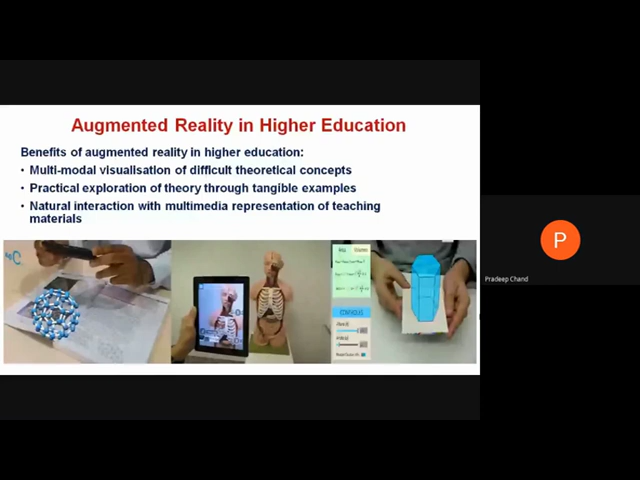 Augmented Reality in Higher Education
Benefits of augmented reality in higher education:
• Multi-modal visualisation of difficult theoretical concepts
• Practical exploration of theory through tangible examples
• Natural interaction with multimedia representation of teaching
materials
P
Pradeep Chand